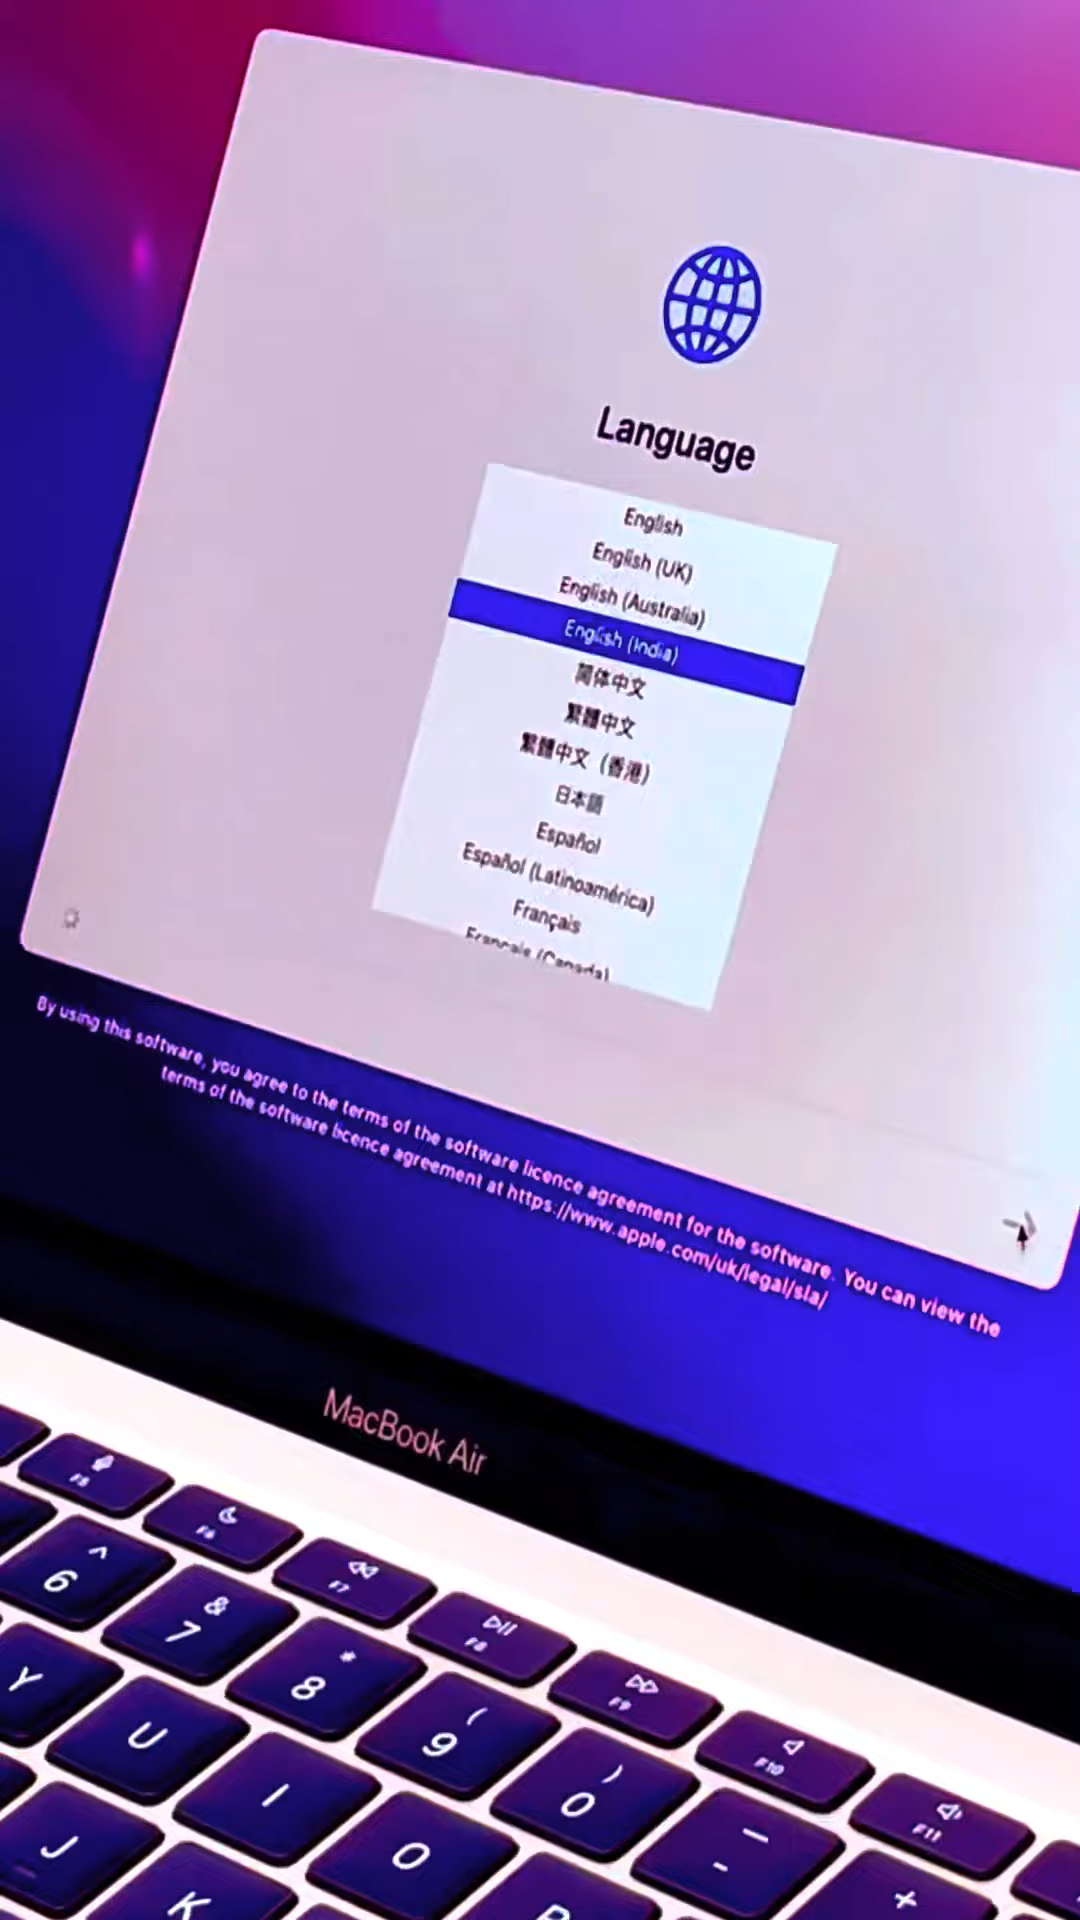 Language
English
English (UK)
English (Australia)
English (India)
简体中文
繁體中文
繁體中文（香港）
日本語
Español
Español (Latinoamérica)
Français
Français (Canada)
By using this software, you agree to the terms of the software licence agreement for the software. You can view the
terms of the software licence agreement at https://www.apple.com/uk/legal/sla/
MacBook Air
F5 F6 F7 F8 F9 F10 F11
^ & * ( ) — +
6 7 8 9 0 -
Y U I O P
J K